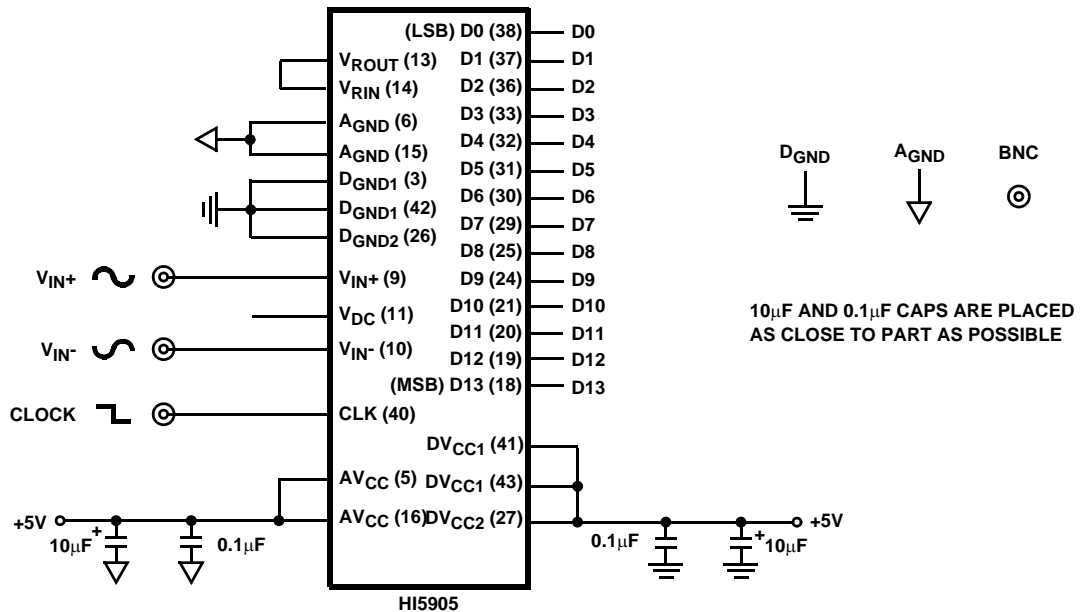 (LSB) D0 (38) D0
VROUT (13) D1 (37) D1
VRIN (14) D2 (36) D2
AGND (6) D3 (33) D3
D4 (32) D4
AGND (15) D5 (31) D5
DGND1 (3) D6 (30) D6
DGND1 (42) D7 (29) D7
DGND2 (26) D8 (25) D8
VIN+ VIN+ (9) D9 (24) D9
D10 (21) D10
VDC (11) D11 (20) D11
VIN- VIN- (10) D12 (19) D12
(MSB) D13 (18) D13
CLOCK CLK (40)
DVCC1 (41)
AVCC (5) DVCC1 (43)
+5V AVCC (16) DVCC2 (27) +5V
+ 10µF 0.1µF 0.1µF + 10µF
HI5905
DGND AGND BNC
10µF AND 0.1µF CAPS ARE PLACED
AS CLOSE TO PART AS POSSIBLE